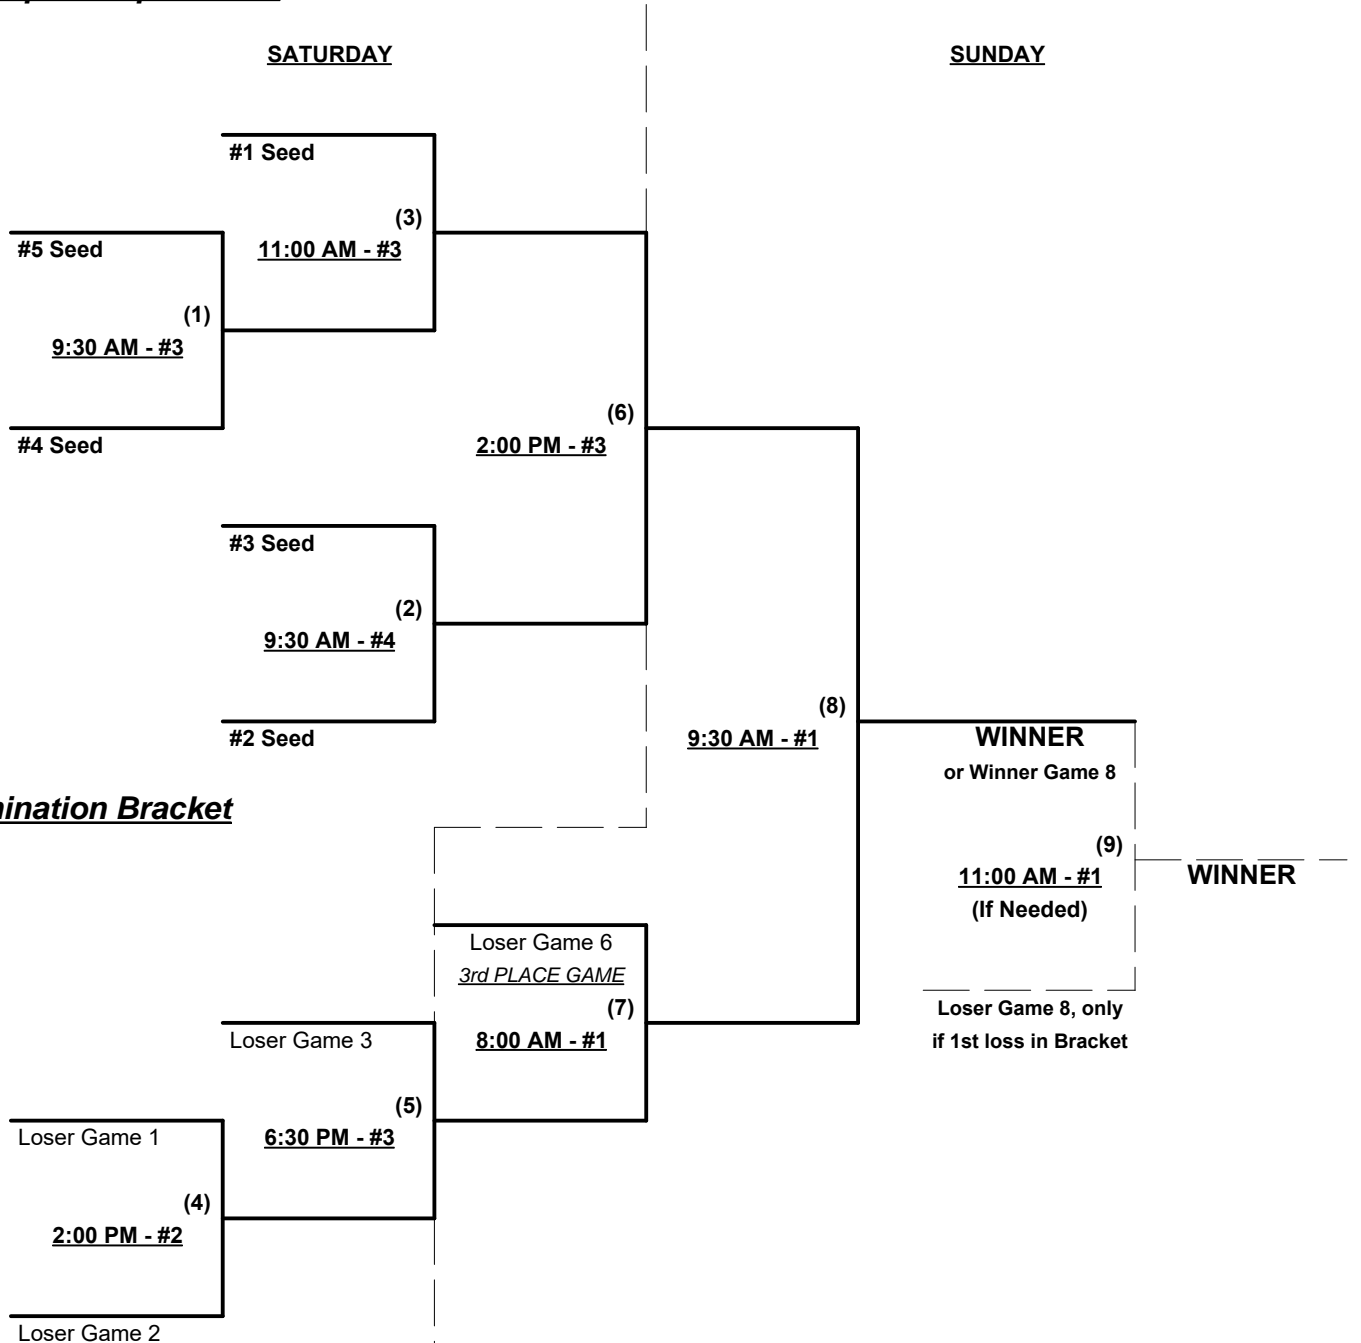 SATURDAY
SUNDAY
#1 Seed
(3)
11:00 AM - #3
#5 Seed
(1)
9:30 AM - #3
#4 Seed
(6)
2:00 PM - #3
#3 Seed
(2)
9:30 AM - #4
#2 Seed
(8)
9:30 AM - #1
WINNER
or Winner Game 8
(9)
11:00 AM - #1
(If Needed)
WINNER
Loser Game 8, only
if 1st loss in Bracket
mination Bracket
Loser Game 6
3rd PLACE GAME
(7)
8:00 AM - #1
Loser Game 3
(5)
6:30 PM - #3
Loser Game 1
(4)
2:00 PM - #2
Loser Game 2